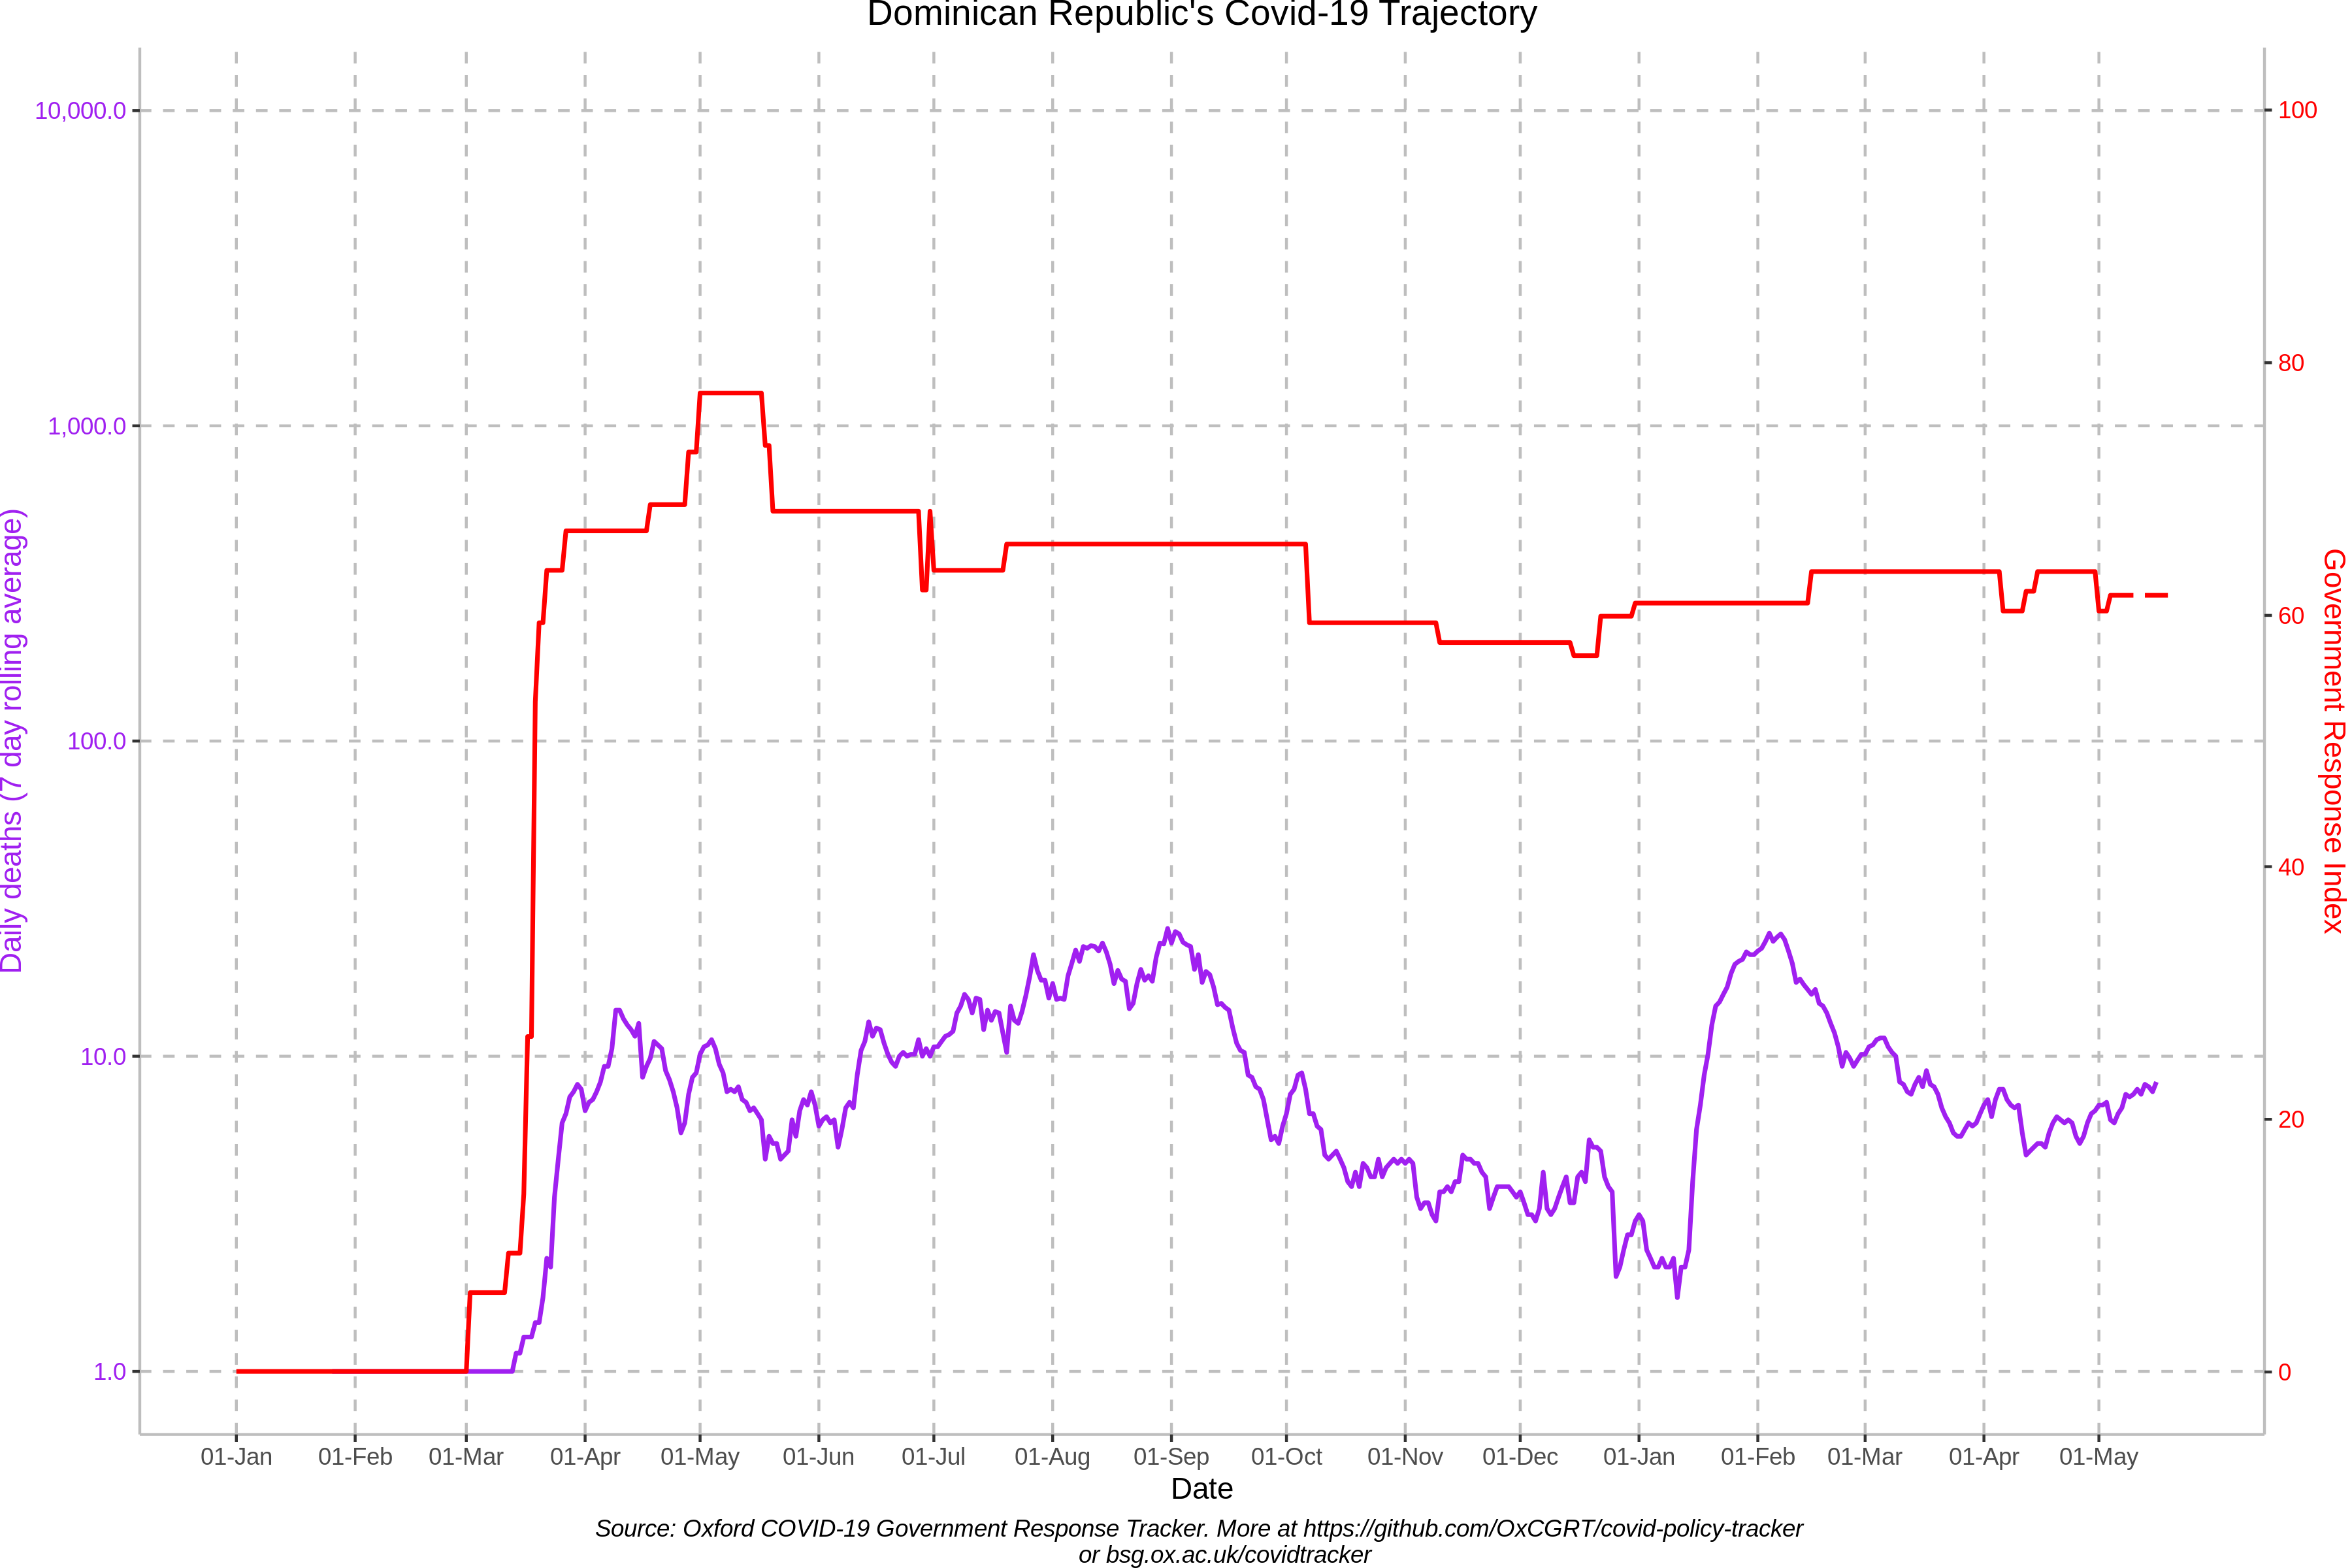 Dominican Republic's Covid-19 Trajectory
10,000.0
1,000.0
100.0
10.0
1.0
Daily deaths (7 day rolling average)
100
80
60
40
20
0
Government Response Index
01-Jan 01-Feb 01-Mar 01-Apr 01-May 01-Jun 01-Jul 01-Aug 01-Sep 01-Oct 01-Nov 01-Dec 01-Jan 01-Feb 01-Mar 01-Apr 01-May
Date
Source: Oxford COVID-19 Government Response Tracker. More at https://github.com/OxCGRT/covid-policy-tracker
or bsg.ox.ac.uk/covidtracker